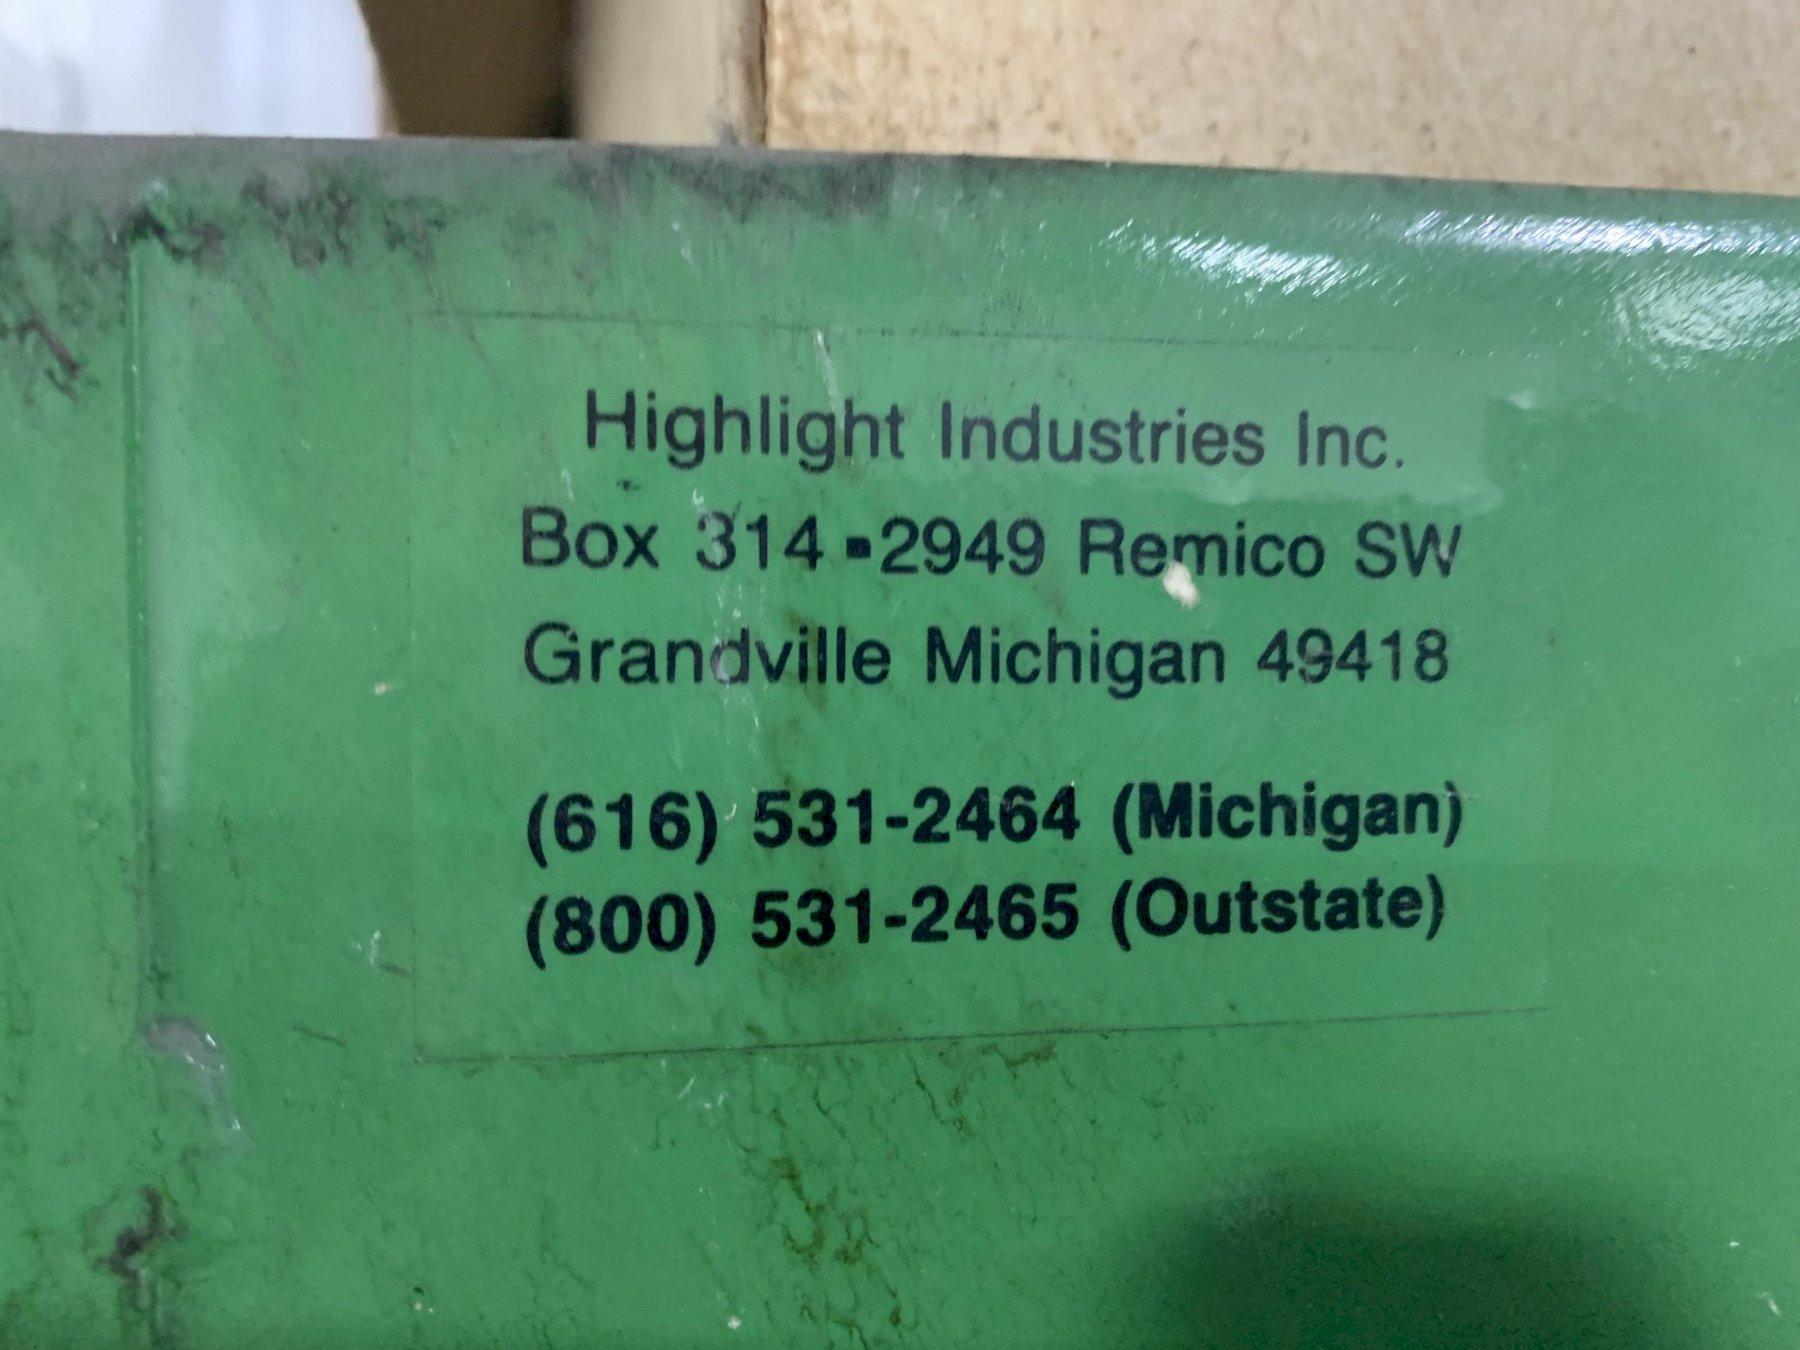 Highlight Industries Inc.
Box 314 ▪ 2949 Remico SW
Grandville Michigan 49418
(616) 531-2464 (Michigan)
(800) 531-2465 (Outstate)